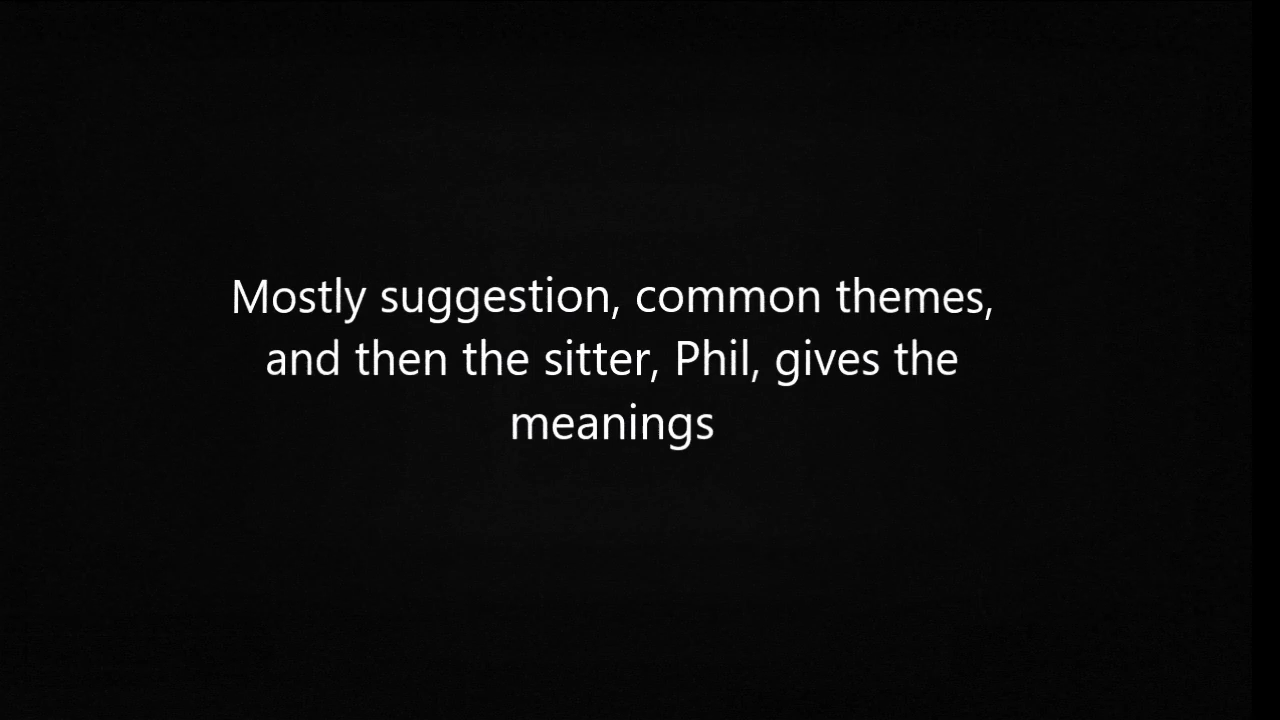 Mostly suggestion, common themes,
and then the sitter, Phil, gives the
meanings